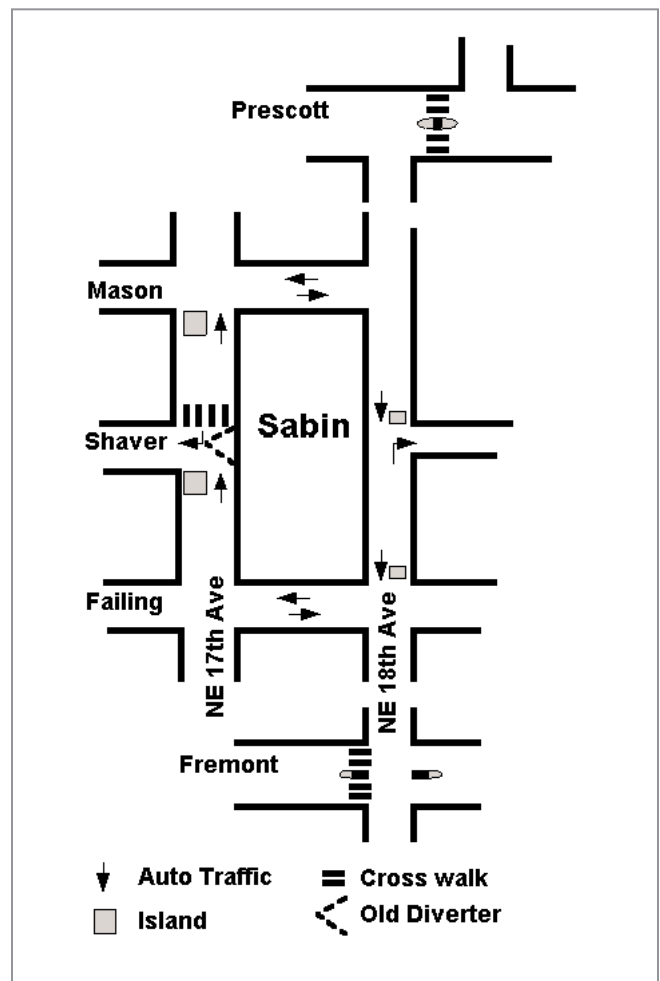 Prescott
Mason
Sabin
Shaver
Failing
NE 17th Ave
NE 18th Ave
Fremont
Auto Traffic
Cross walk
Island
Old Diverter